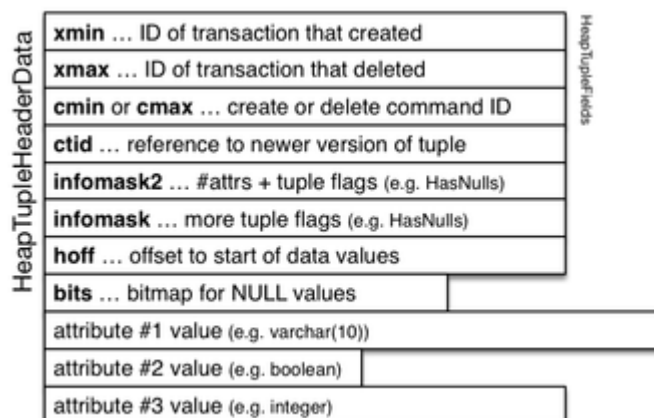 HeapTupleHeaderData
HeapTupleFields
xmin ... ID of transaction that created
xmax ... ID of transaction that deleted
cmin or cmax ... create or delete command ID
ctid ... reference to newer version of tuple
infomask2 ... #attrs + tuple flags (e.g. HasNulls)
infomask ... more tuple flags (e.g. HasNulls)
hoff ... offset to start of data values
bits ... bitmap for NULL values
attribute #1 value (e.g. varchar(10))
attribute #2 value (e.g. boolean)
attribute #3 value (e.g. integer)